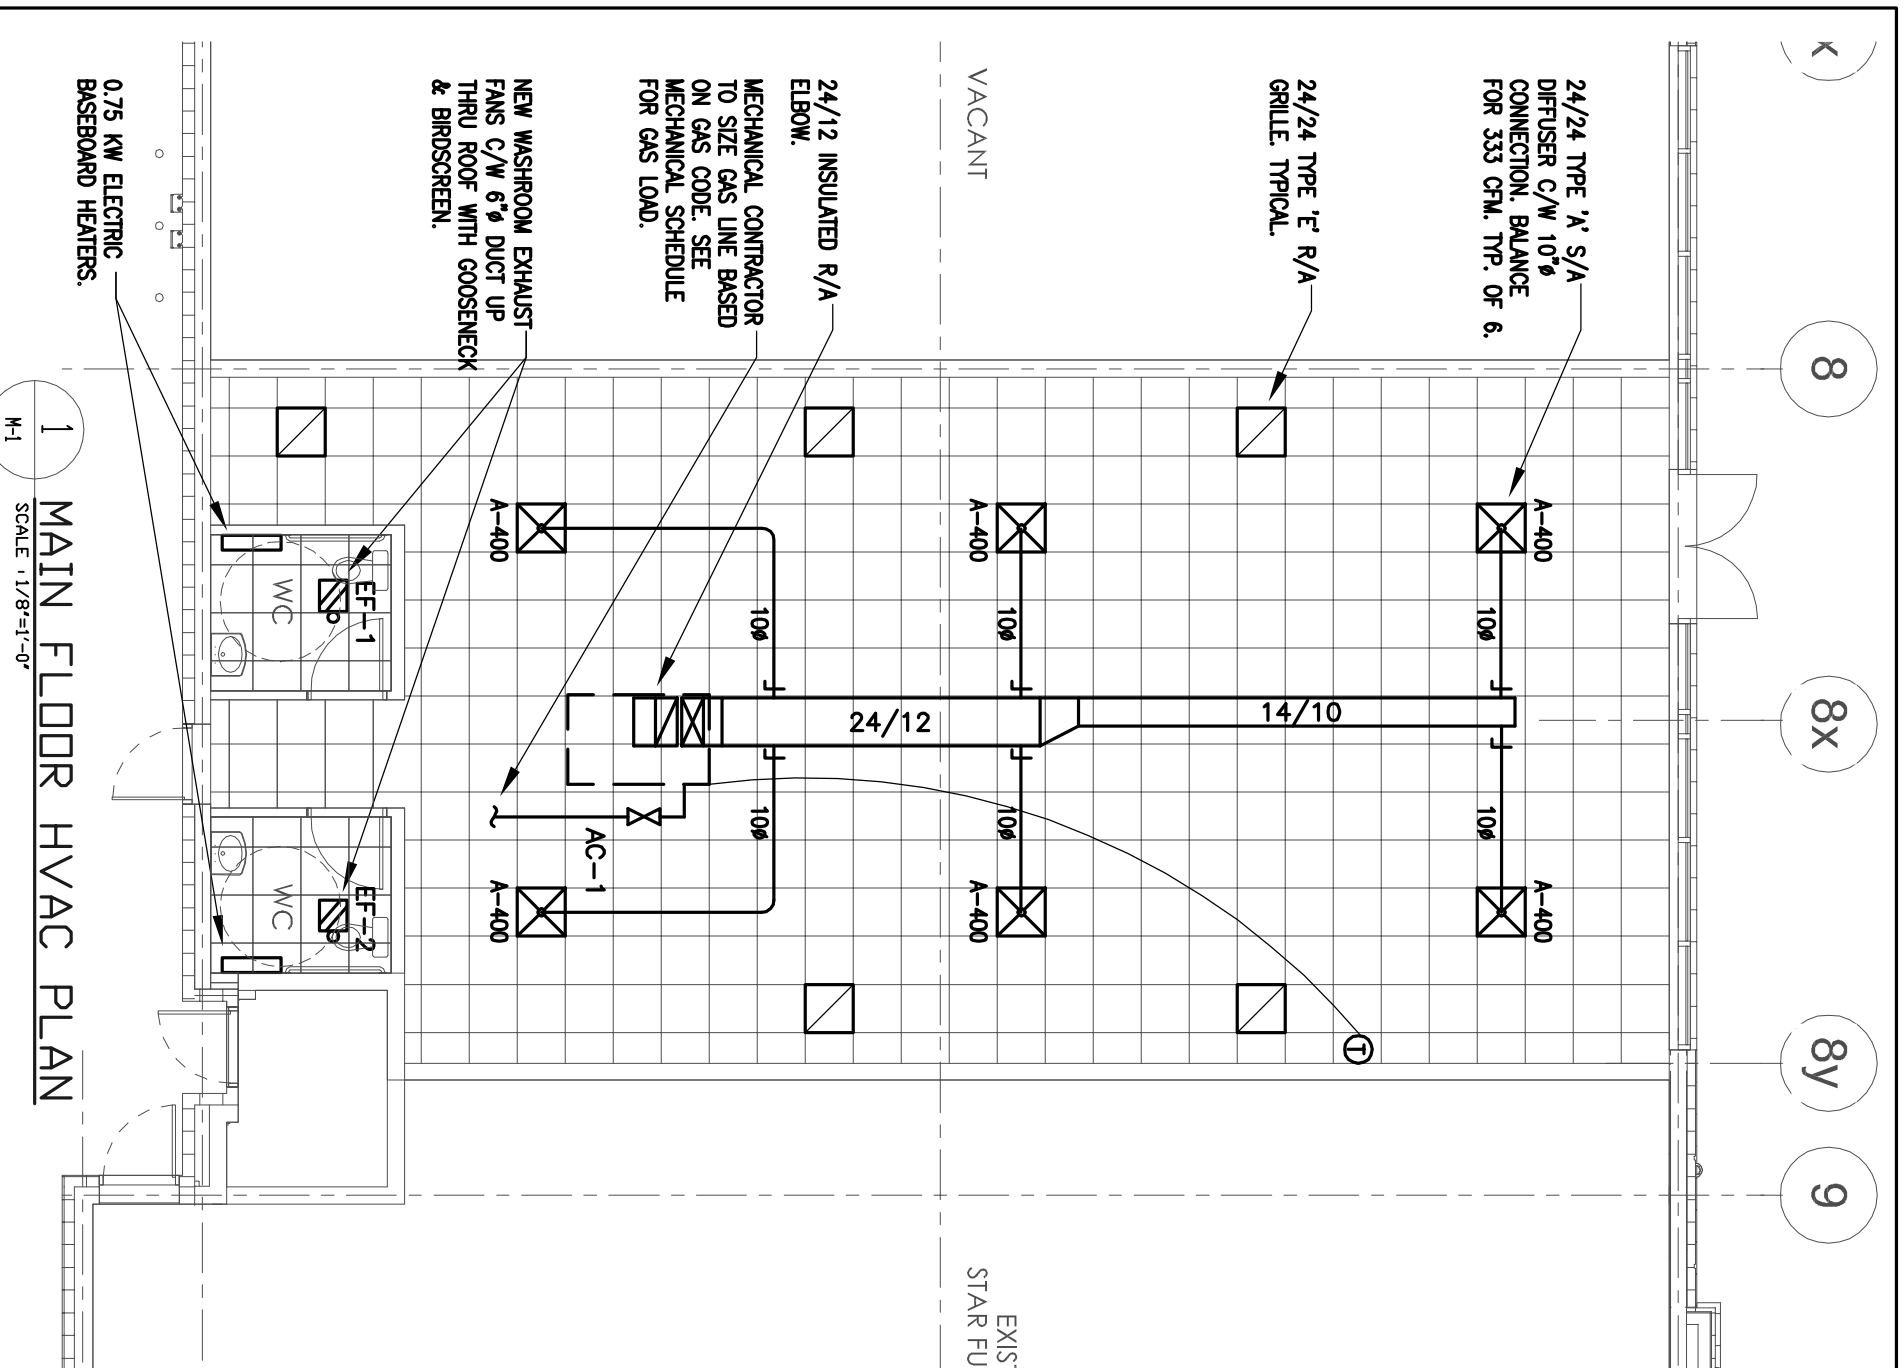 x
8
8x
8y
9
24/24 TYPE 'A' S/A
DIFFUSER C/W 10"ø
CONNECTION. BALANCE
FOR 333 CFM. TYP. OF 6.
A-400
A-400
10ø
10ø
24/24 TYPE 'E' R/A
GRILLE. TYPICAL.
T
14/10
VACANT
EXIST
STAR FU
A-400
A-400
10ø
10ø
24/12
24/12 INSULATED R/A
ELBOW.
10ø
10ø
MECHANICAL CONTRACTOR
TO SIZE GAS LINE BASED
ON GAS CODE. SEE
MECHANICAL SCHEDULE
FOR GAS LOAD.
AC-1
A-400
A-400
NEW WASHROOM EXHAUST
FANS C/W 6"ø DUCT UP
THRU ROOF WITH GOOSENECK
& BIRDSCREEN.
EF-1
EF-2
WC
WC
0.75 KW ELECTRIC
BASEBOARD HEATERS.
1
M-1
MAIN FLOOR HVAC PLAN
SCALE : 1/8"=1'-0"